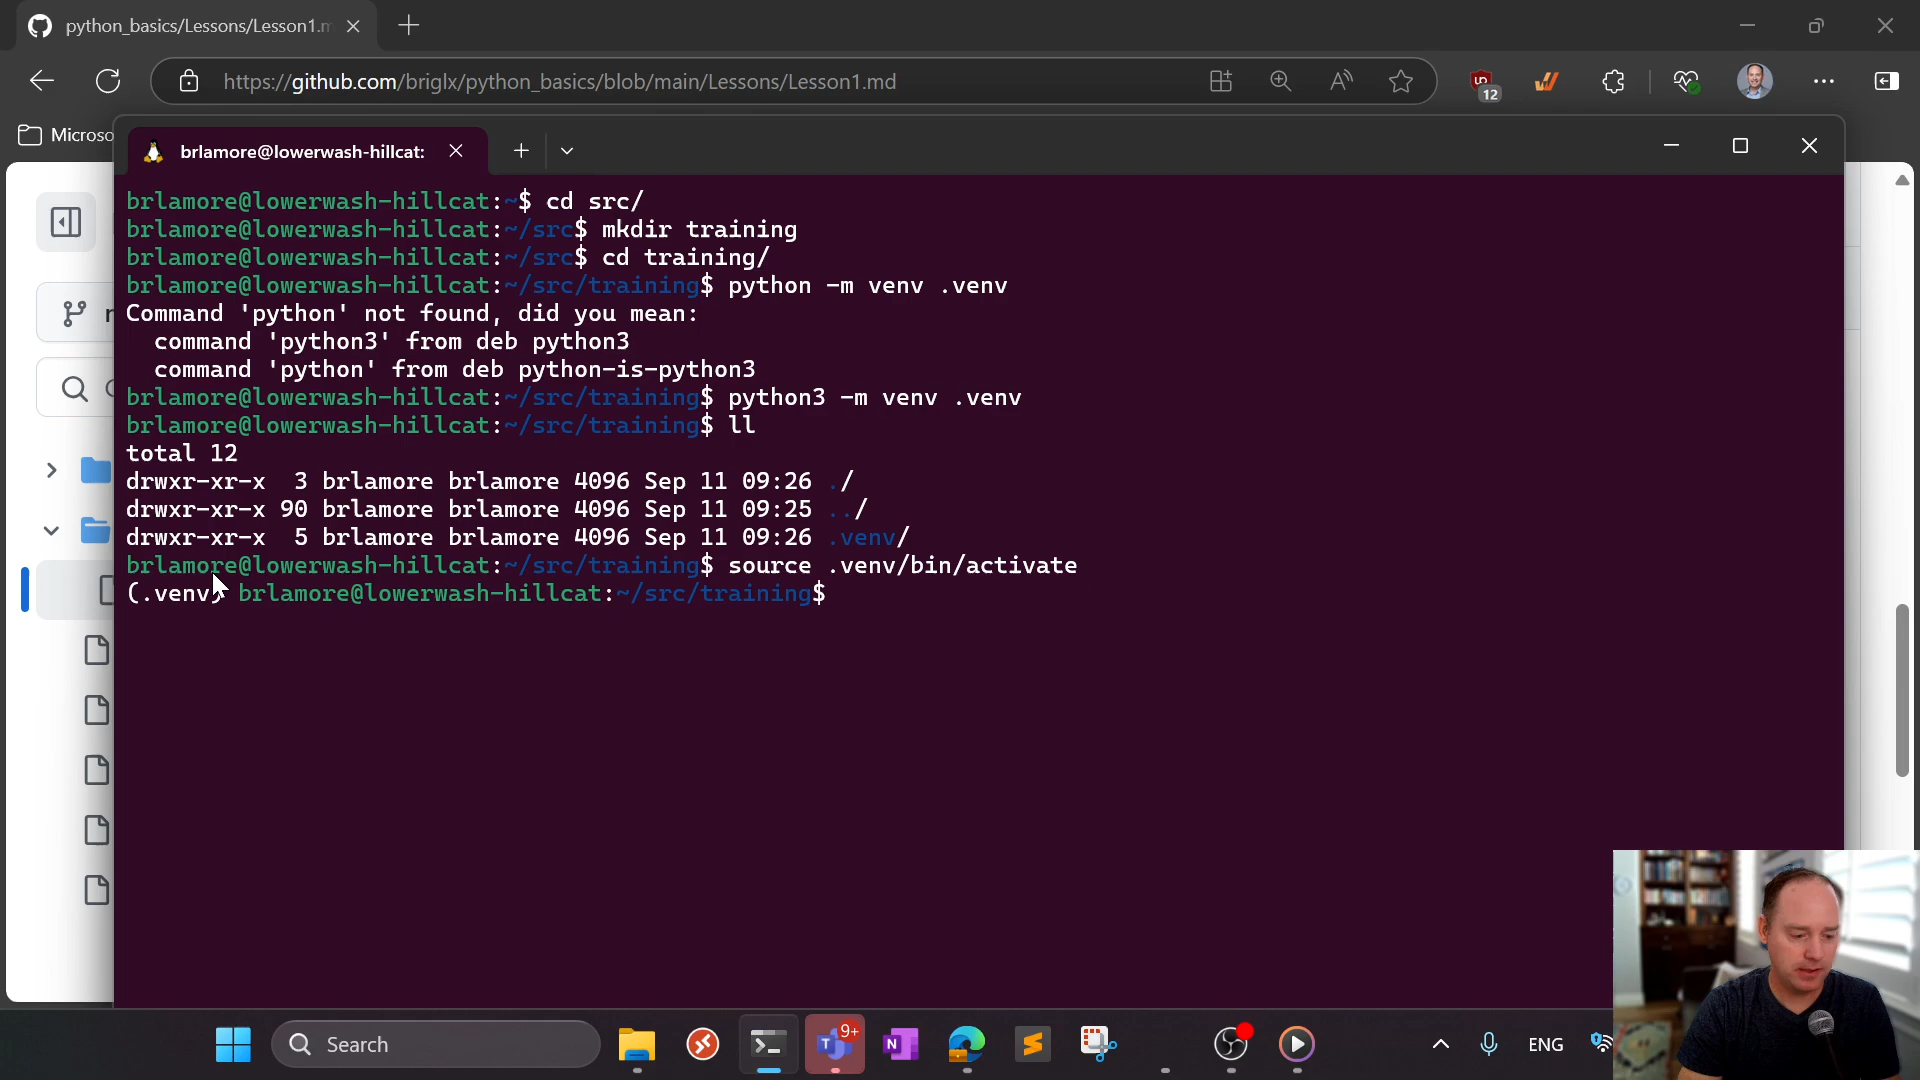 python_basics/Lessons/Lesson1.m
https://github.com/briglx/python_basics/blob/main/Lessons/Lesson1.md
12
Microso
brlamore@lowerwash-hillcat:
brlamore@lowerwash-hillcat:~$ cd src/
brlamore@lowerwash-hillcat:~/src$ mkdir training
brlamore@lowerwash-hillcat:~/src$ cd training/
brlamore@lowerwash-hillcat:~/src/training$ python -m venv .venv
Command 'python' not found, did you mean:
  command 'python3' from deb python3
  command 'python' from deb python-is-python3
brlamore@lowerwash-hillcat:~/src/training$ python3 -m venv .venv
brlamore@lowerwash-hillcat:~/src/training$ ll
total 12
drwxr-xr-x  3 brlamore brlamore 4096 Sep 11 09:26 ./
drwxr-xr-x 90 brlamore brlamore 4096 Sep 11 09:25 ../
drwxr-xr-x  5 brlamore brlamore 4096 Sep 11 09:26 .venv/
brlamore@lowerwash-hillcat:~/src/training$ source .venv/bin/activate
(.venv) brlamore@lowerwash-hillcat:~/src/training$
Search
9+
ENG